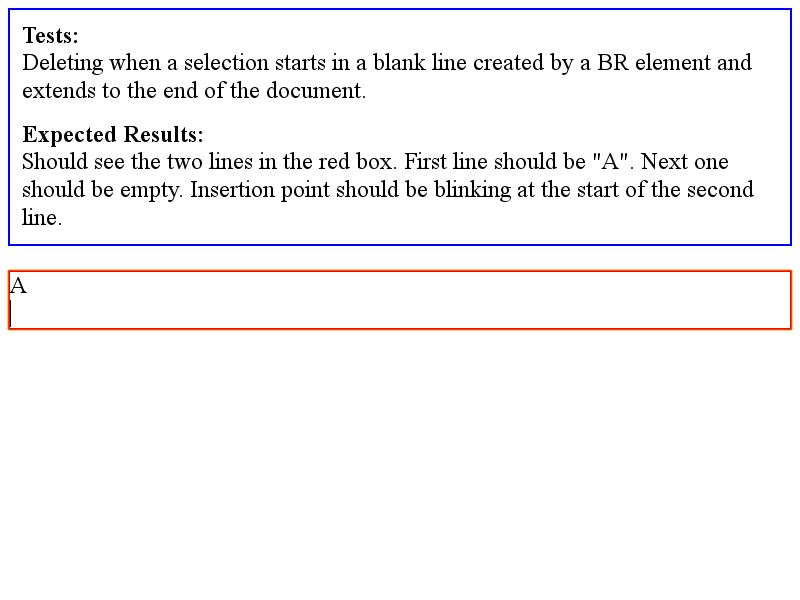 Tests:
Deleting when a selection starts in a blank line created by a BR element and
extends to the end of the document.
Expected Results:
Should see the two lines in the red box. First line should be "A". Next one
should be empty. Insertion point should be blinking at the start of the second
line.
A